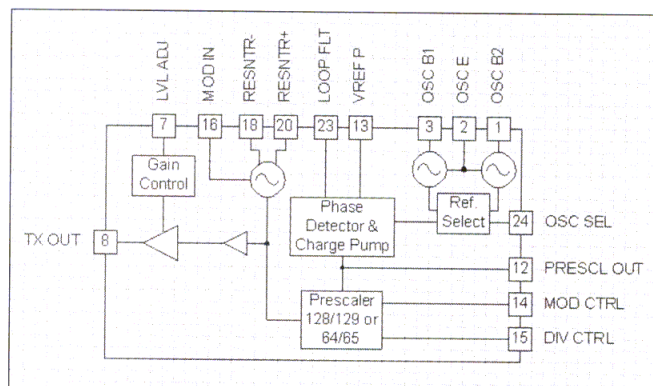 LVL ADJ
MOD IN
RESNTR-
RESNTR+
LOOP FLT
VREF P
OSC B1
OSC E
OSC B2
7
16
18
20
23
13
3
2
1
Gain
Control
Phase
Detector &
Charge Pump
Ref.
Select
24
OSC SEL
TX OUT
8
12
PRESCL OUT
Prescaler
128/129 or
64/65
14
MOD CTRL
15
DIV CTRL